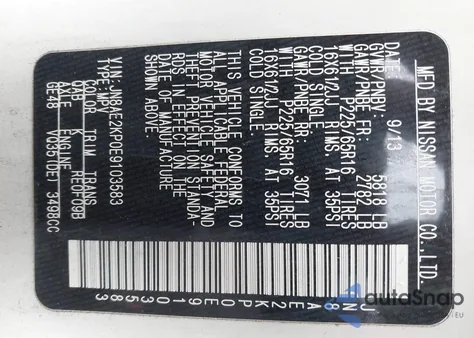 MFD BY NISSAN MOTOR CO.,LTD.
DATE: 9/13
GVWR/PNBV: 5818 LB
GAWR/PNBE FR: 2762 LB
WITH P225/65R16 TIRES
16X6 1/2JJ RIMS, AT 35PSI
COLD SINGLE.
GAWR/PNBE RR: 3071 LB
WITH P225/65R16 TIRES
16X6 1/2JJ RIMS, AT 35PSI
COLD SINGLE.
THIS VEHICLE CONFORMS TO
ALL APPLICABLE FEDERAL
MOTOR VEHICLE SAFETY AND
THEFT PREVENTION STANDA-
RDS IN EFFECT ON THE
DATE OF MANUFACTURE
SHOWN ABOVE.
V/N:JN8AE2KP0E9103583
TYPE:MPV
COLOR TRIM TRANS
QAB K RE0F09B
AXLE ENGINE
GF48 VQ35(DE) 3498CC
JN8AE2KP0E9103583
autoSnap